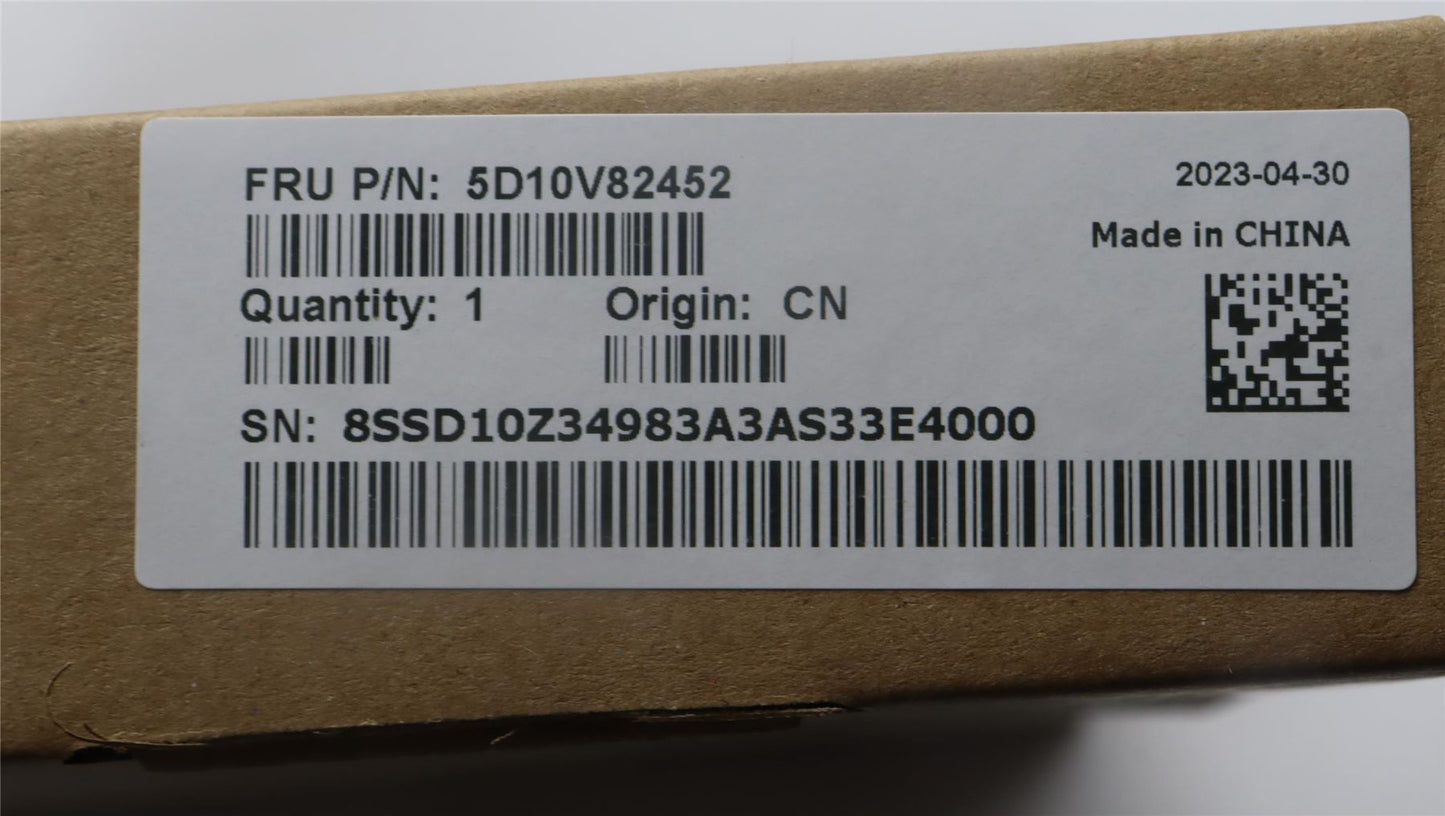 FRU P/N: 5D10V82452
2023-04-30
Made in CHINA
Quantity: 1 Origin: CN
SN: 8SSD10Z34983A3AS33E4000